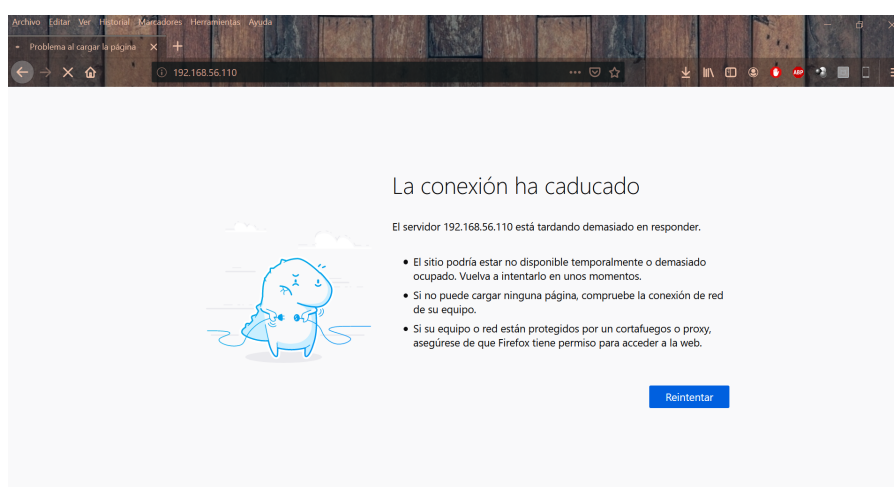 Archivo Editar Ver Historial Marcadores Herramientas Ayuda
Problema al cargar la página
192.168.56.110
ABP
La conexión ha caducado
El servidor 192.168.56.110 está tardando demasiado en responder.
El sitio podría estar no disponible temporalmente o demasiado
ocupado. Vuelva a intentarlo en unos momentos.
Si no puede cargar ninguna página, compruebe la conexión de red
de su equipo.
Si su equipo o red están protegidos por un cortafuegos o proxy,
asegúrese de que Firefox tiene permiso para acceder a la web.
Reintentar